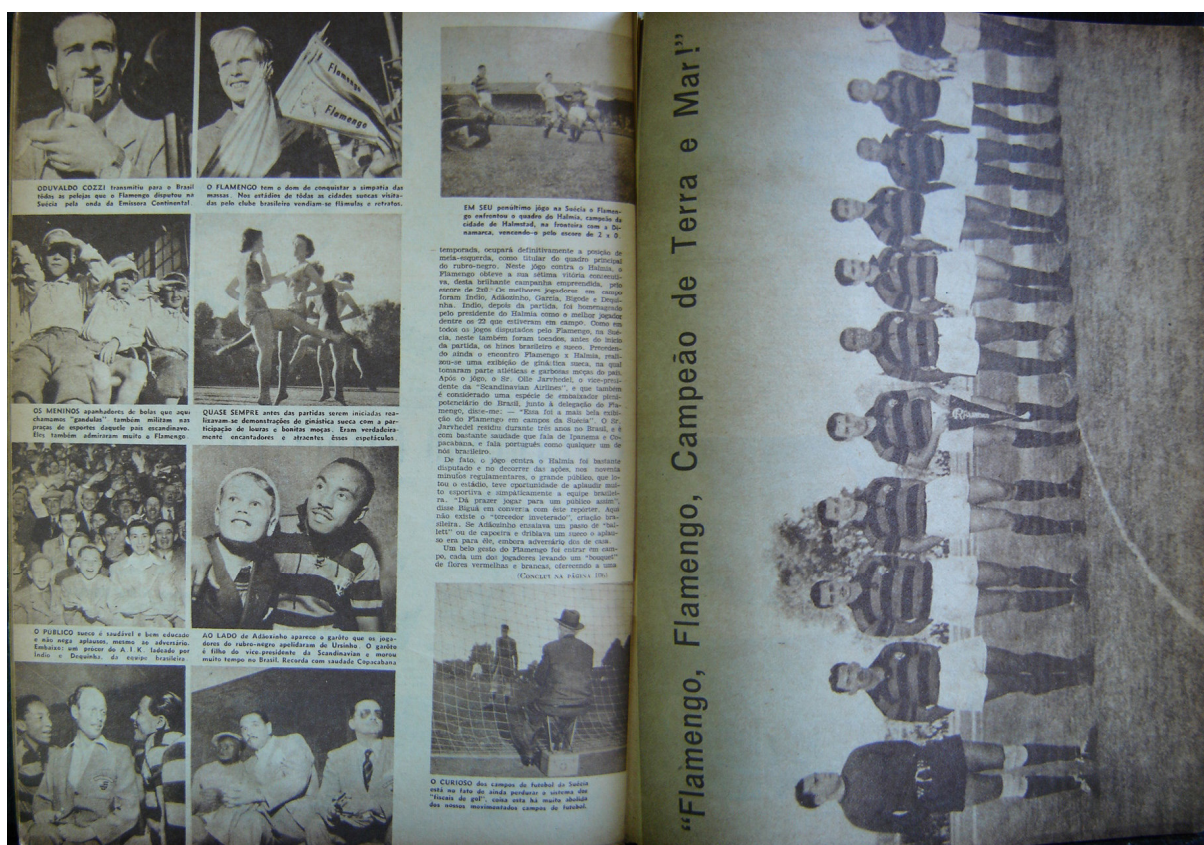 Flamengo
Flamengo
ODUVALDO COZZI transmitiu para o Brasil
tôdas as pelejas que o Flamengo disputou na
Suécia pela onda da Emissora Continental.
O FLAMENGO tem o dom de conquistar a simpatia das
massas. Nos estádios de tôdas as cidades suecas visita-
das pelo clube brasileiro vendiam-se flâmulas e retratos.
OS MENINOS apanhadores de bolas que aqui
chamamos "gandulas" também militam nas
praças de esportes daquele país escandinavo.
Eles também admiraram muito o Flamengo.
QUASE SEMPRE antes das partidas serem iniciadas rea-
lizavam-se demonstrações de ginástica sueca com a par-
ticipação de louras e bonitas moças. Eram verdadeira-
mente encantadores e atraentes êsses espetáculos.
O PÚBLICO sueco é saudável e bem educado
e não nega aplausos, mesmo ao adversário.
Embaixo: um prócer do A. I. K. ladeado por
Indio e Dequinha, da equipe brasileira.
AO LADO de Adãozinho aparece o garôto que os joga-
dores do rubro-negro apelidaram de Ursinho. O garôto
é filho do vice-presidente da Scandinavian e morou
muito tempo no Brasil. Recorda com saudade Copacabana
EM SEU penúltimo jôgo na Suécia o Flamen-
go enfrentou o quadro do Halmia, campeão da
cidade de Halmstad, na fronteira com a Di-
namarca, vencendo-o pelo escore de 2 x 0.
temporada, ocupará definitivamente a posição de
meia-esquerda, como titular do quadro principal
do rubro-negro. Neste jôgo contra o Halmia, o
Flamengo obteve a sua sétima vitória consecuti-
va, desta brilhante campanha empreendida, pelo
escore de 2x0. Os melhores jogadores em campo
foram Indio, Adãozinho, Garcia, Bigode e Dequi-
nha. Indio, depois da partida, foi homenageado
pelo presidente do Halmia como o melhor jogador
dentre os 22 que estiveram em campo. Como em
todos os jogos disputados pelo Flamengo, na Sué-
cia, neste também foram tocados, antes do início
da partida, os hinos brasileiro e sueco. Preceden-
do ainda o encontro Flamengo x Halmia, reali-
zou-se uma exibição de ginástica sueca, na qual
tomaram parte atléticas e garbosas moças do país.
Após o jôgo, o Sr. Olle Jarvhedel, o vice-presi-
dente da "Scandinavian Airlines", e que também
é considerado uma espécie de embaixador pleni-
potenciário do Brasil, junto à delegação do Fla-
mengo, disse-me: — "Essa foi a mais bela exibi-
ção do Flamengo em campos da Suécia". O Sr.
Jarvhedel residiu durante três anos no Brasil, e é
com bastante saudade que fala de Ipanema e Co-
pacabana, e fala português como qualquer um de
nós brasileiro.
De fato, o jôgo contra o Halmia foi bastante
disputado e no decorrer das ações, nos noventa
minutos regulamentares, o grande público, que lo-
tou o estádio, teve oportunidade de aplaudir mui-
to esportiva e simpàticamente a equipe brasilei-
ra. "Dá prazer jogar para um público assim",
disse Biguá em conversa com êste repórter. Aqui
não existe o "torcedor inveterado", criação bra-
sileira. Se Adãozinho ensaiava um passo de "bal-
lett" ou de capoeira e driblava um sueco o aplau-
so era para êle, embora adversário dos de casa.
Um belo gesto do Flamengo foi entrar em cam-
po, cada um dos jogadores levando um "bouquet"
de flores vermelhas e brancas, oferecendo a uma
(CONCLUI NA PÁGINA 106)
O CURIOSO dos campos de futebol da Suécia
está no fato de ainda perdurar o sistema dos
"fiscais de gol", coisa esta há muito abolida
dos nossos movimentados campos de futebol.
"Flamengo, Flamengo, Campeão de Terra e Mar!"